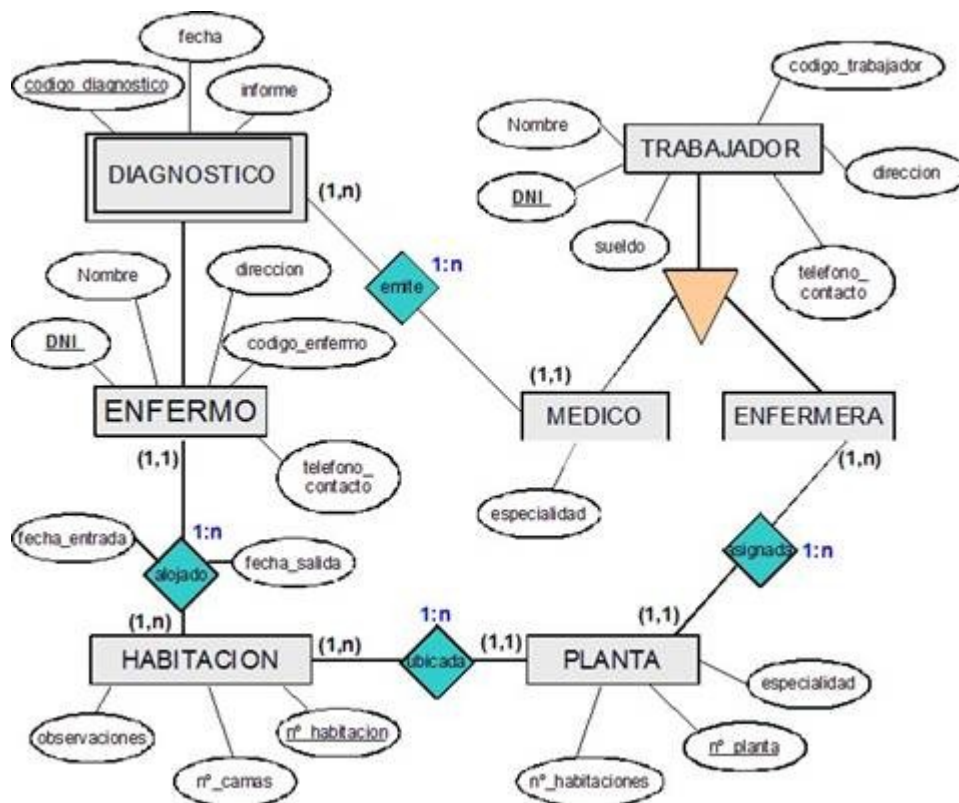 fecha
codigo_diagnostico
informe
DIAGNOSTICO
(1,n)
codigo_trabajador
Nombre
TRABAJADOR
DNI
direccion
sueldo
telefono_
contacto
1:n
emite
Nombre
direccion
DNI
codigo_enfermo
ENFERMO
(1,1)
telefono_
contacto
(1,1)
MEDICO
ENFERMERA
(1,n)
especialidad
fecha_entrada
1:n
fecha_salida
alojado
asignada
1:n
(1,n)
HABITACION
(1,n)
1:n
ubicada
(1,1)
(1,1)
PLANTA
especialidad
observaciones
nº_habitacion
nº_camas
nº_planta
nº_habitaciones